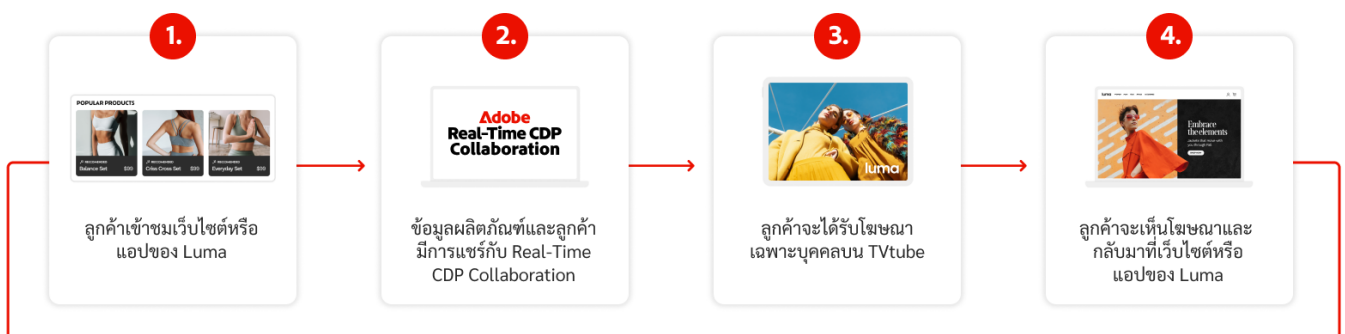 1.
POPULAR PRODUCTS
RECOMMENDED
Balance Set $99
RECOMMENDED
Criss-Cross Set $99
RECOMMENDED
Everyday Set $99
ลูกค้าเข้าชมเว็บไซต์หรือ
แอปของ Luma
2.
Adobe
Real-Time CDP
Collaboration
ข้อมูลผลิตภัณฑ์และลูกค้า
มีการแชร์กับ Real-Time
CDP Collaboration
3.
luma
ลูกค้าจะได้รับโฆษณา
เฉพาะบุคคลบน TVtube
4.
luma
Embrace
the elements
ลูกค้าจะเห็นโฆษณาและ
กลับมาที่เว็บไซต์หรือ
แอปของ Luma